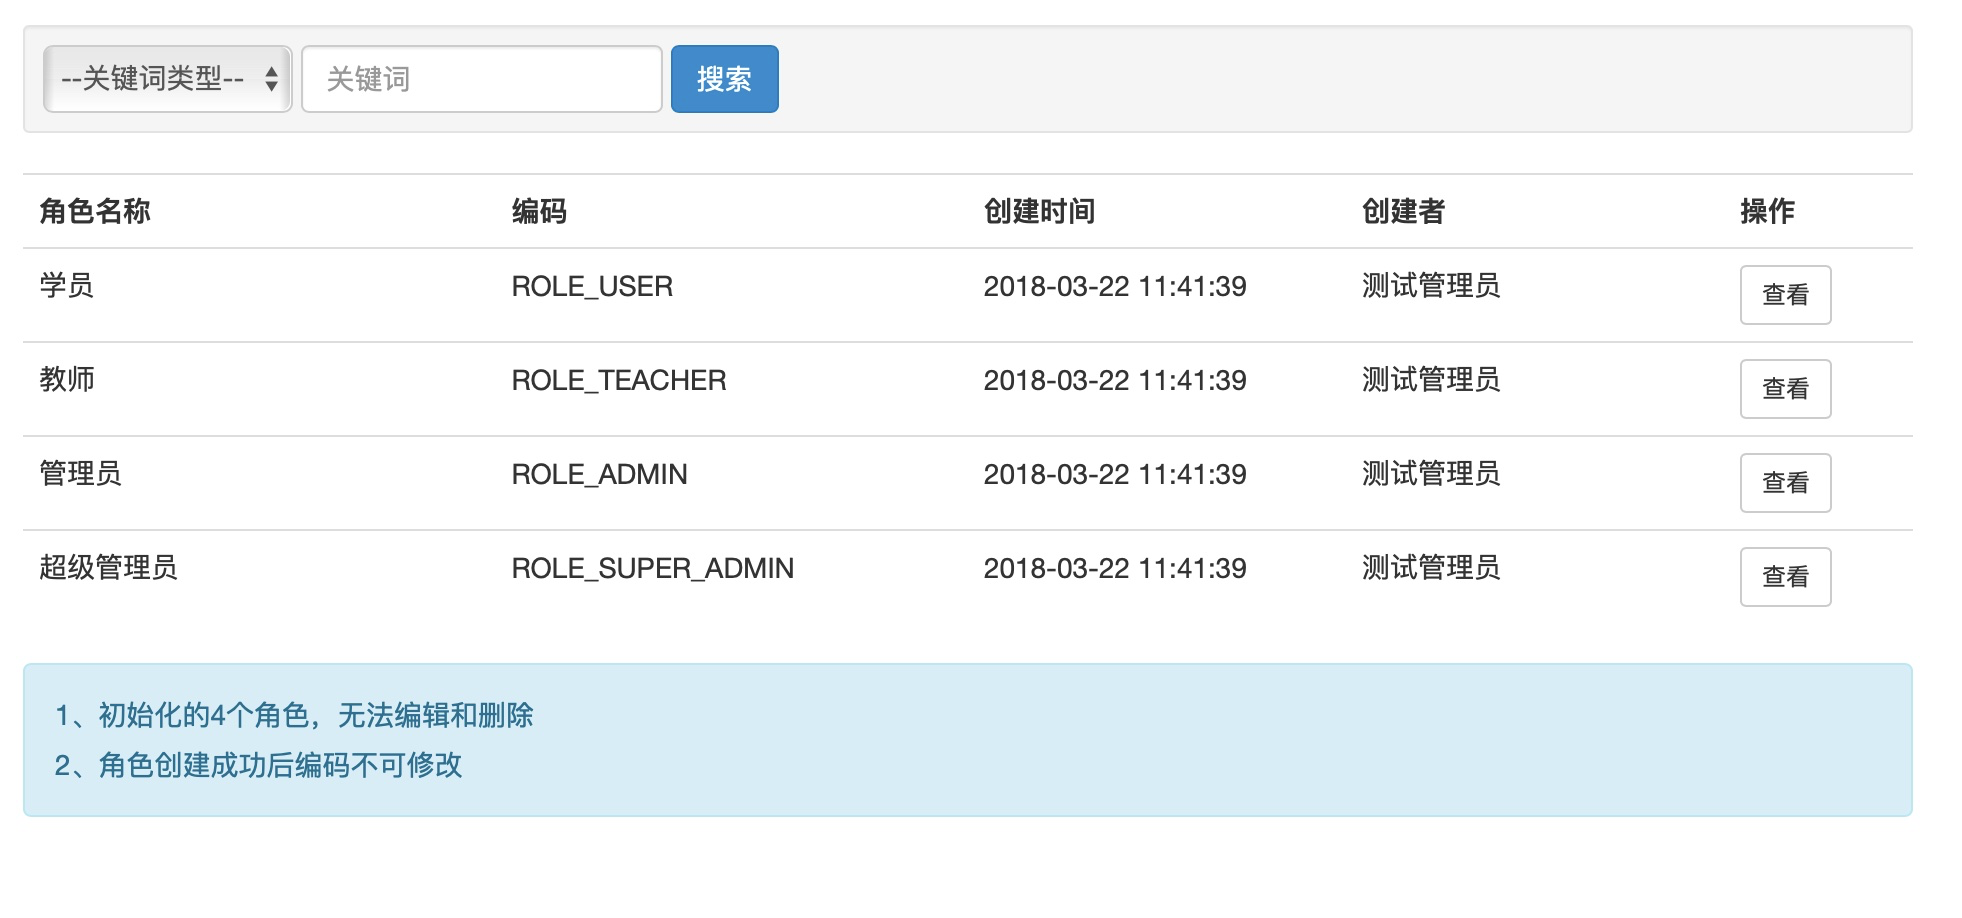 --关键词类型-- 关键词 搜索
角色名称 编码 创建时间 创建者 操作
学员 ROLE_USER 2018-03-22 11:41:39 测试管理员 查看
教师 ROLE_TEACHER 2018-03-22 11:41:39 测试管理员 查看
管理员 ROLE_ADMIN 2018-03-22 11:41:39 测试管理员 查看
超级管理员 ROLE_SUPER_ADMIN 2018-03-22 11:41:39 测试管理员 查看
1、初始化的4个角色，无法编辑和删除
2、角色创建成功后编码不可修改